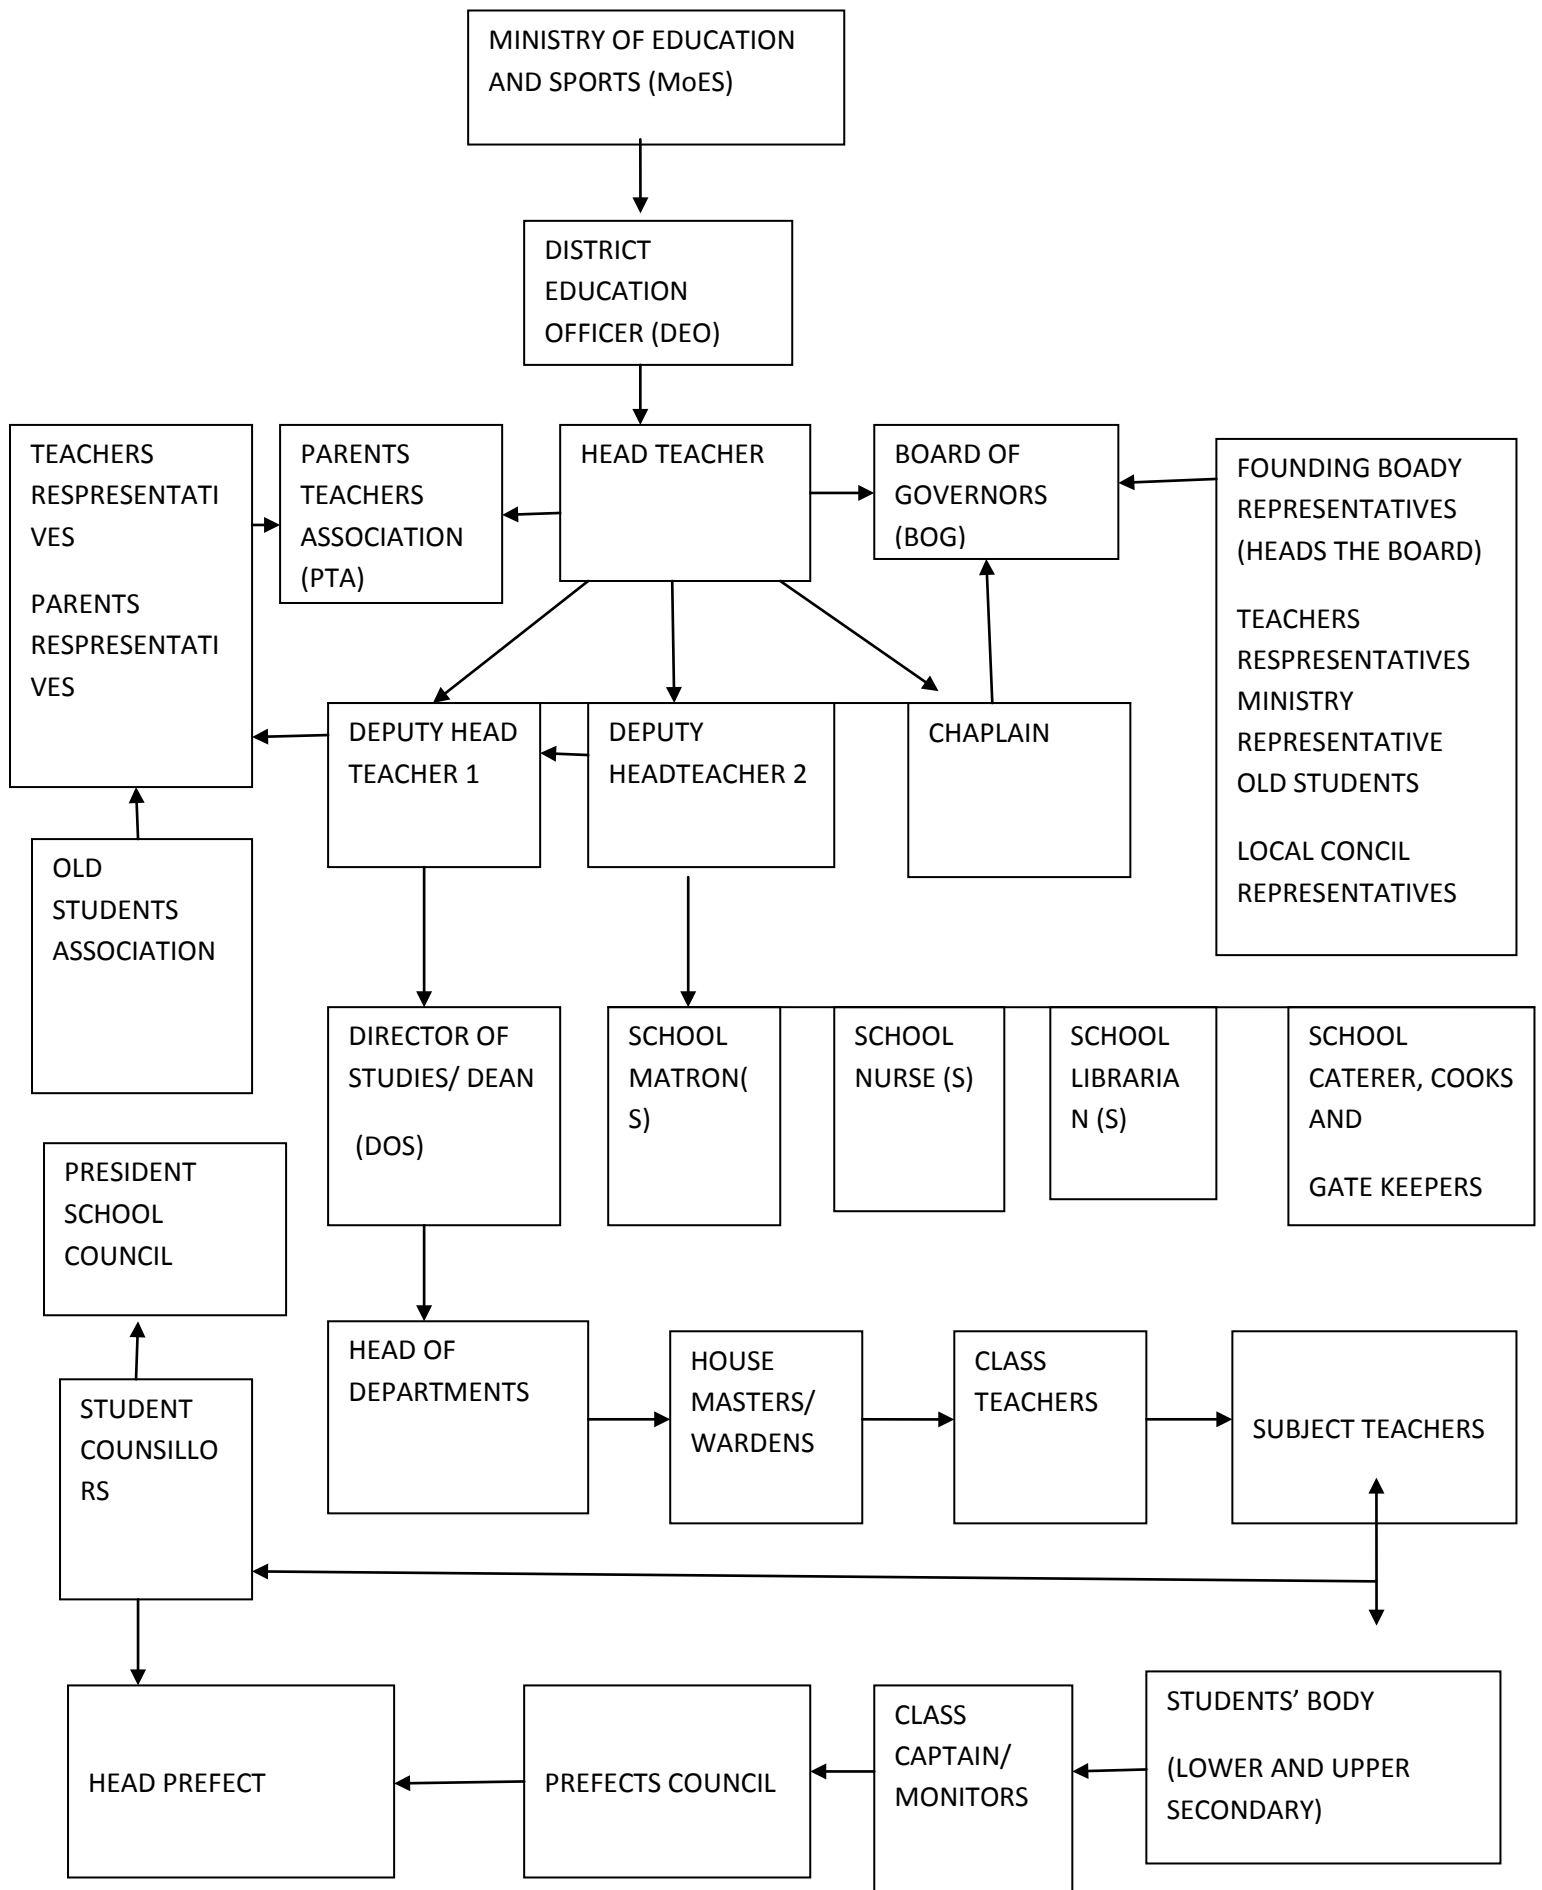 MINISTRY OF EDUCATION
AND SPORTS (MoES)
DISTRICT
EDUCATION
OFFICER (DEO)
TEACHERS
RESPRESENTATI
VES
PARENTS
RESPRESENTATI
VES
PARENTS
TEACHERS
ASSOCIATION
(PTA)
HEAD TEACHER
BOARD OF
GOVERNORS
(BOG)
FOUNDING BOADY
REPRESENTATIVES
(HEADS THE BOARD)
TEACHERS
RESPRESENTATIVES
MINISTRY
REPRESENTATIVE
OLD STUDENTS
LOCAL CONCIL
REPRESENTATIVES
DEPUTY HEAD
TEACHER 1
DEPUTY
HEADTEACHER 2
CHAPLAIN
OLD
STUDENTS
ASSOCIATION
DIRECTOR OF
STUDIES/ DEAN
(DOS)
SCHOOL
MATRON(
S)
SCHOOL
NURSE (S)
SCHOOL
LIBRARIA
N (S)
SCHOOL
CATERER, COOKS
AND
GATE KEEPERS
PRESIDENT
SCHOOL
COUNCIL
HEAD OF
DEPARTMENTS
HOUSE
MASTERS/
WARDENS
CLASS
TEACHERS
SUBJECT TEACHERS
STUDENT
COUNSILLO
RS
HEAD PREFECT
PREFECTS COUNCIL
CLASS
CAPTAIN/
MONITORS
STUDENTS’ BODY
(LOWER AND UPPER
SECONDARY)